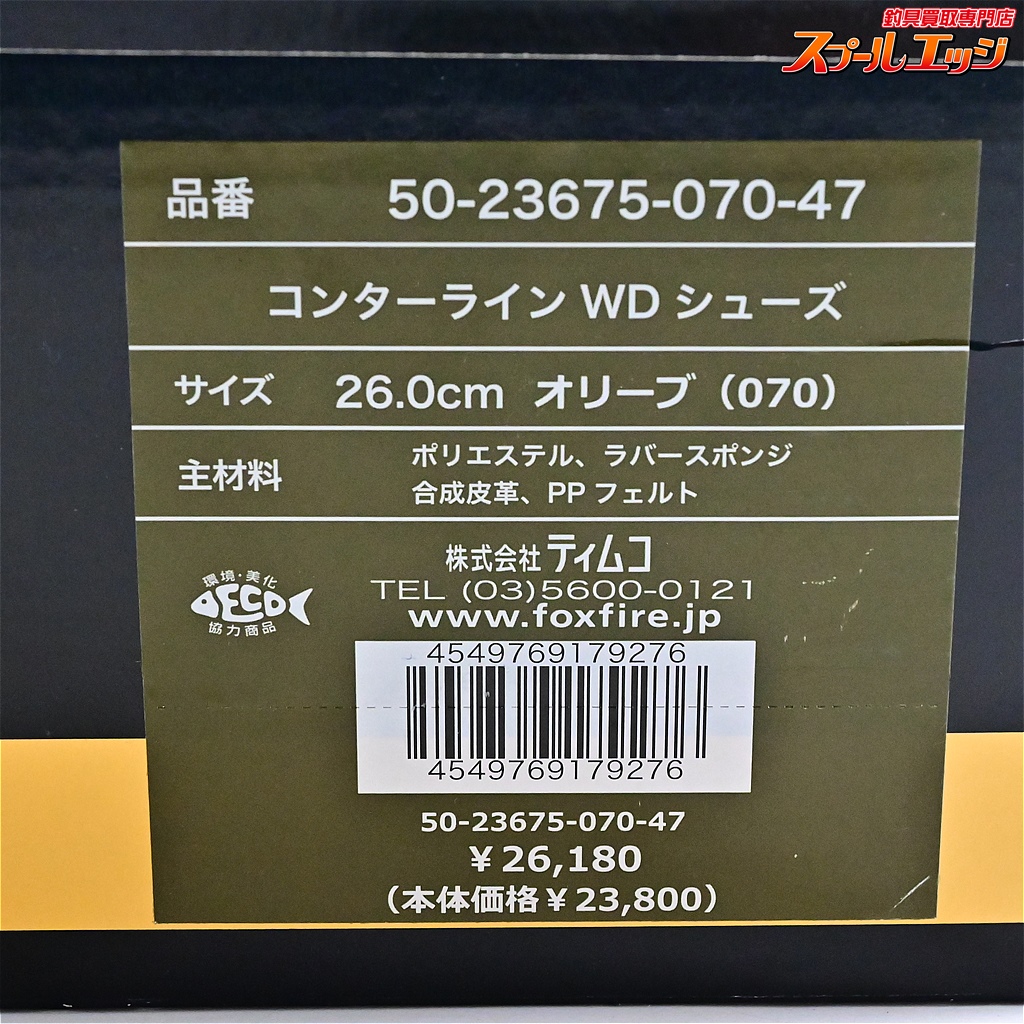 釣具買取専門店
スプールエッジ
品番 50-23675-070-47
コンターライン WD シューズ
サイズ 26.0cm オリーブ（070）
主材料 ポリエステル、ラバースポンジ
合成皮革、PP フェルト
株式会社 ティムコ
TEL (03)5600-0121
www.foxfire.jp
環境・美化
ECO
協力商品
4549769179276
4549769179276
50-23675-070-47
￥26,180
（本体価格￥23,800）